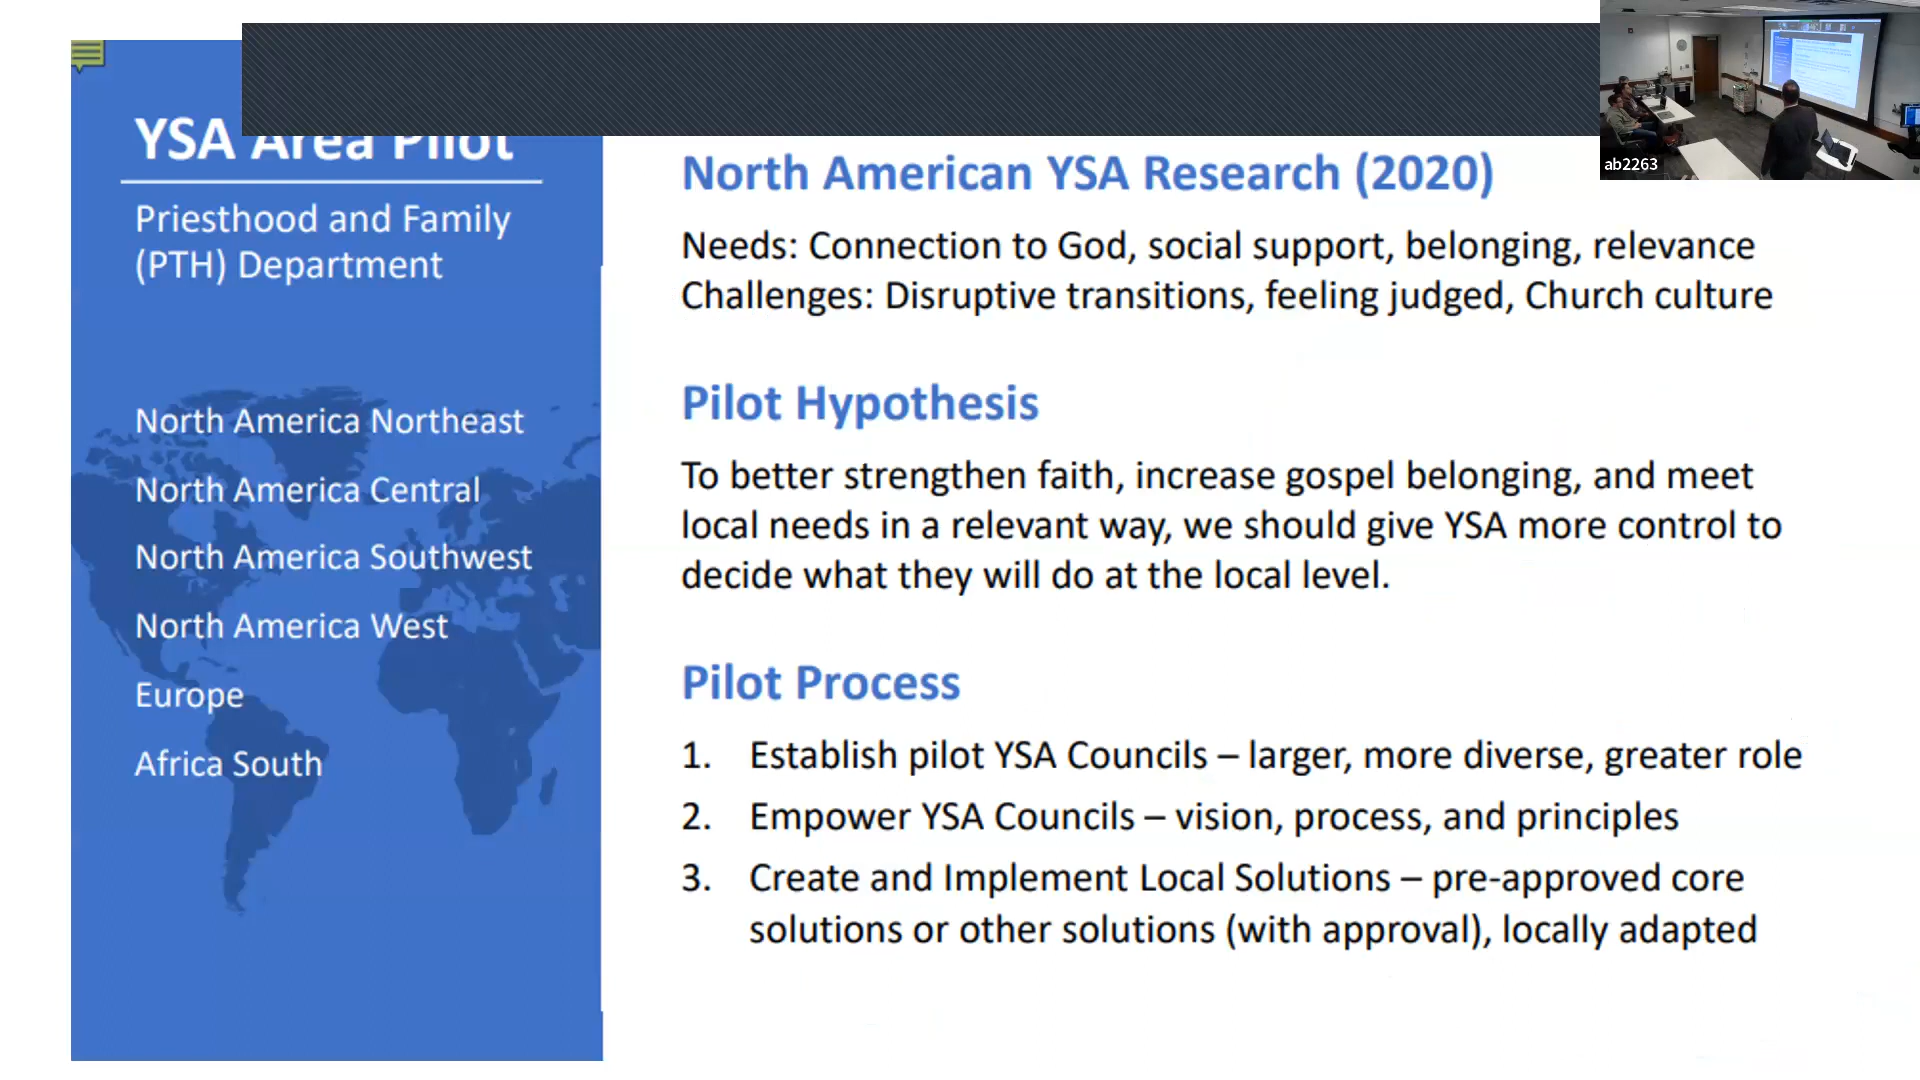 YSA Area Pilot
Priesthood and Family
(PTH) Department
North America Northeast
North America Central
North America Southwest
North America West
Europe
Africa South
North American YSA Research (2020)
Needs: Connection to God, social support, belonging, relevance
Challenges: Disruptive transitions, feeling judged, Church culture
Pilot Hypothesis
To better strengthen faith, increase gospel belonging, and meet
local needs in a relevant way, we should give YSA more control to
decide what they will do at the local level.
Pilot Process
1. Establish pilot YSA Councils – larger, more diverse, greater role
2. Empower YSA Councils – vision, process, and principles
3. Create and Implement Local Solutions – pre-approved core
solutions or other solutions (with approval), locally adapted
ab2263